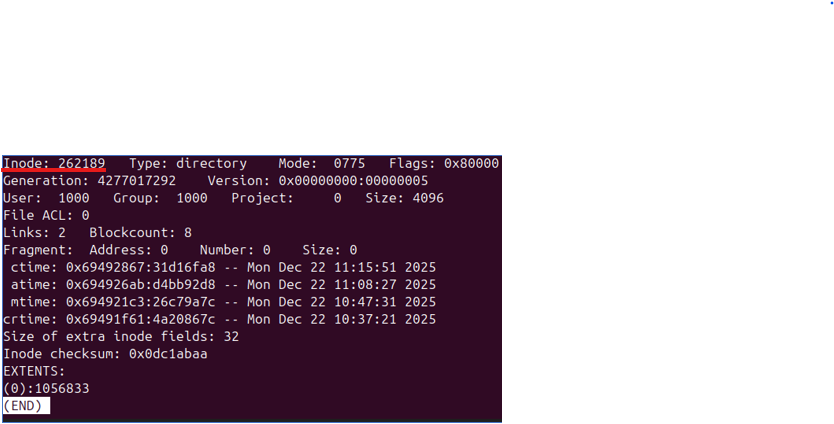 Inode: 262189   Type: directory    Mode:  0775   Flags: 0x80000
Generation: 4277017292    Version: 0x00000000:00000005
User:  1000   Group:  1000   Project:     0   Size: 4096
File ACL: 0
Links: 2   Blockcount: 8
Fragment:  Address: 0    Number: 0    Size: 0
 ctime: 0x69492867:31d16fa8 -- Mon Dec 22 11:15:51 2025
 atime: 0x694926ab:d4bb92d8 -- Mon Dec 22 11:08:27 2025
 mtime: 0x694921c3:26c79a7c -- Mon Dec 22 10:47:31 2025
crtime: 0x69491f61:4a20867c -- Mon Dec 22 10:37:21 2025
Size of extra inode fields: 32
Inode checksum: 0x0dc1abaa
EXTENTS:
(0):1056833
(END)